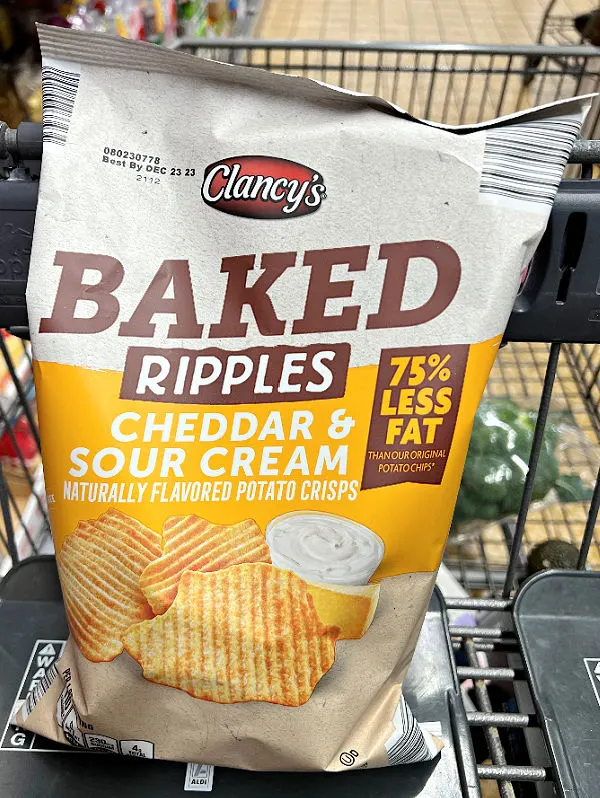 080230778
Best By DEC 23 23
2112
Clancy's
BAKED
RIPPLES
CHEDDAR &
SOUR CREAM
NATURALLY FLAVORED POTATO CRISPS
75%
LESS
FAT
THAN OUR ORIGINAL
POTATO CHIPS*
ALDI